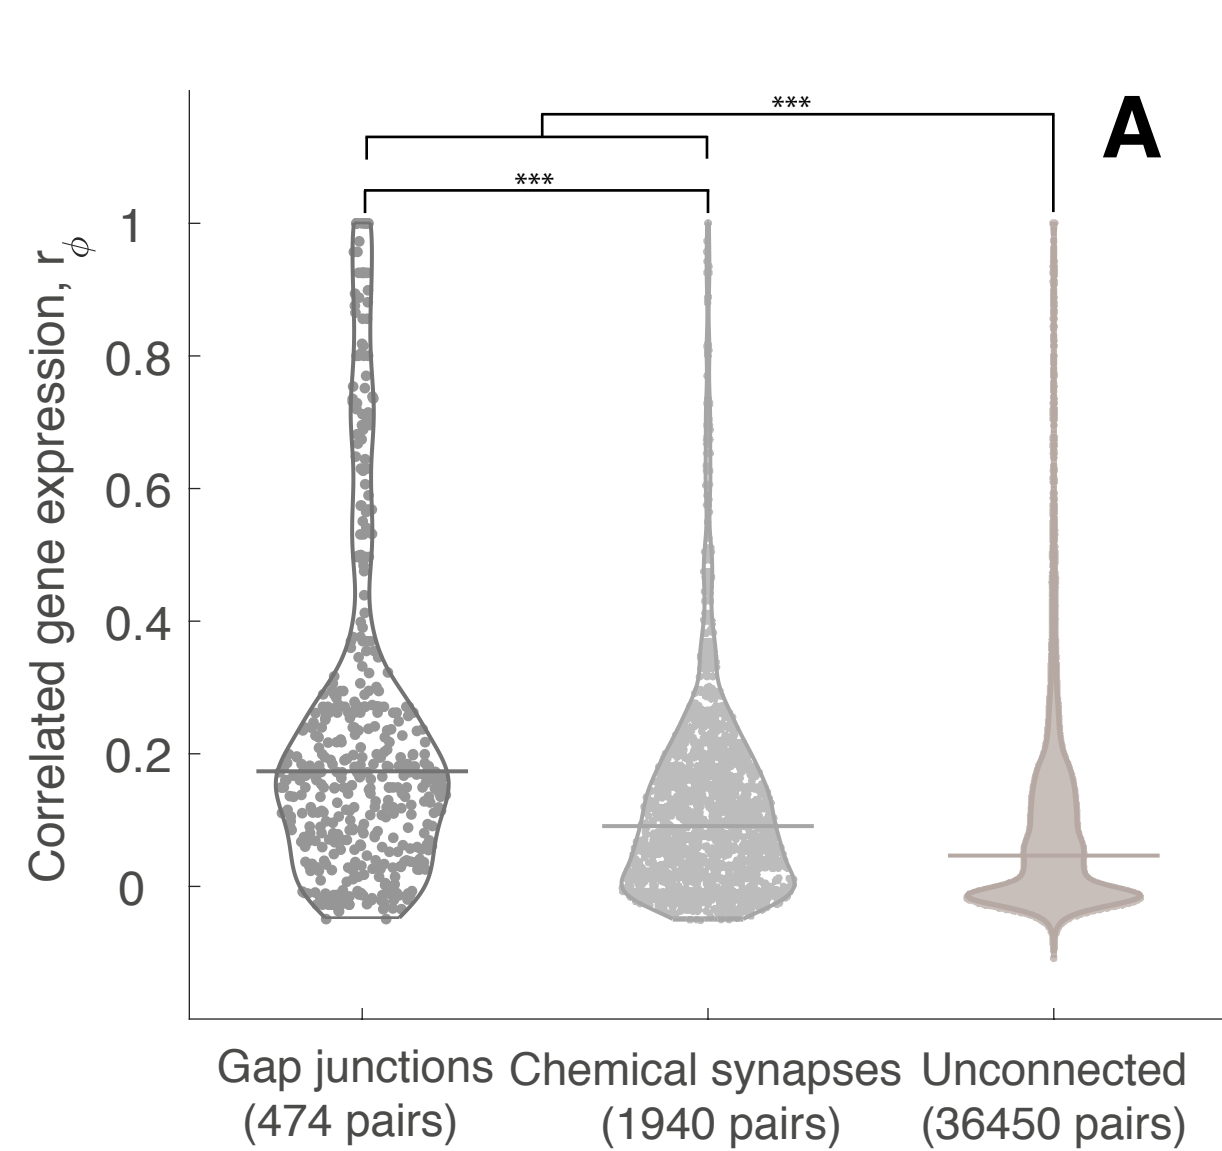 A
***
***
Correlated gene expression, rϕ
1
0.8
0.6
0.4
0.2
0
Gap junctions
(474 pairs)
Chemical synapses
(1940 pairs)
Unconnected
(36450 pairs)